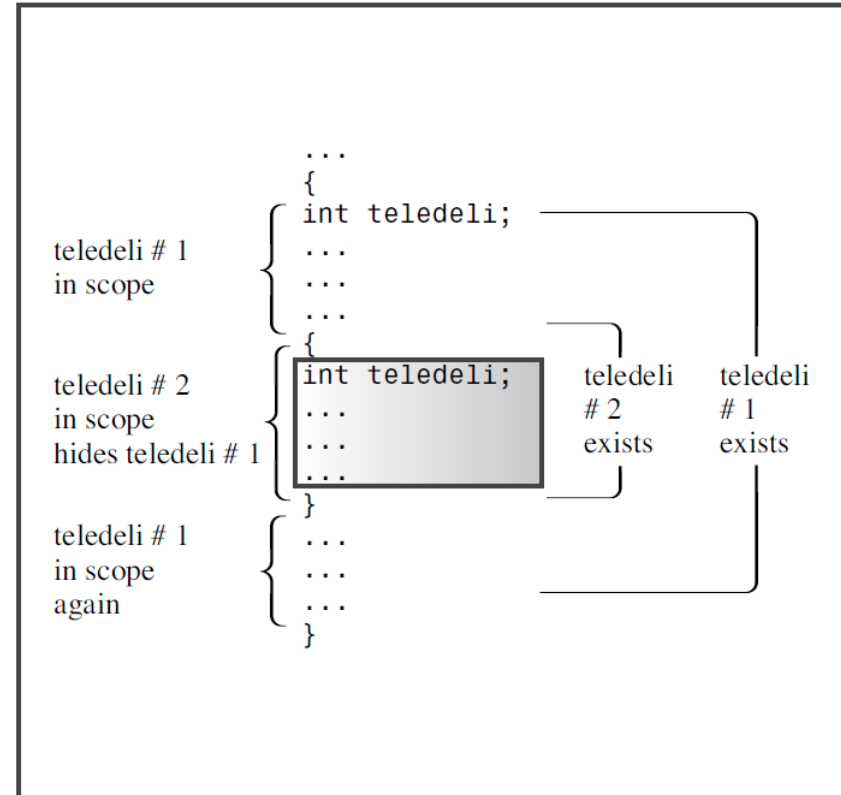 ...
{
int teledeli;
...
...
...
{
int teledeli;
...
...
...
}
...
...
...
}
teledeli # 1
in scope
teledeli # 2
in scope
hides teledeli # 1
teledeli # 1
in scope
again
teledeli
# 2
exists
teledeli
# 1
exists